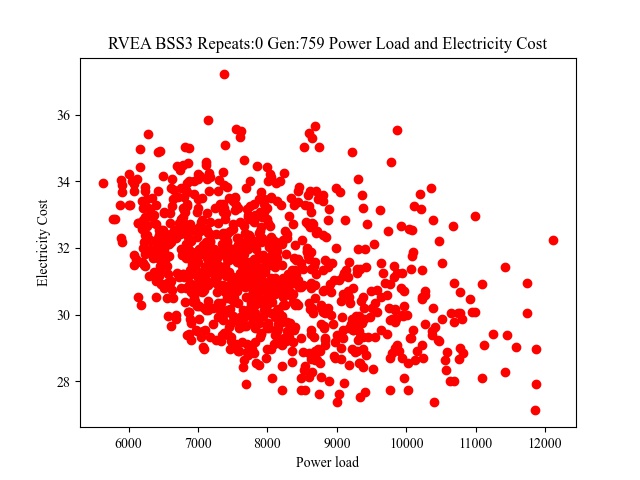 RVEA BSS3 Repeats:0 Gen:759 Power Load and Electricity Cost
36
34
32
30
28
Electricity Cost
6000 7000 8000 9000 10000 11000 12000
Power load